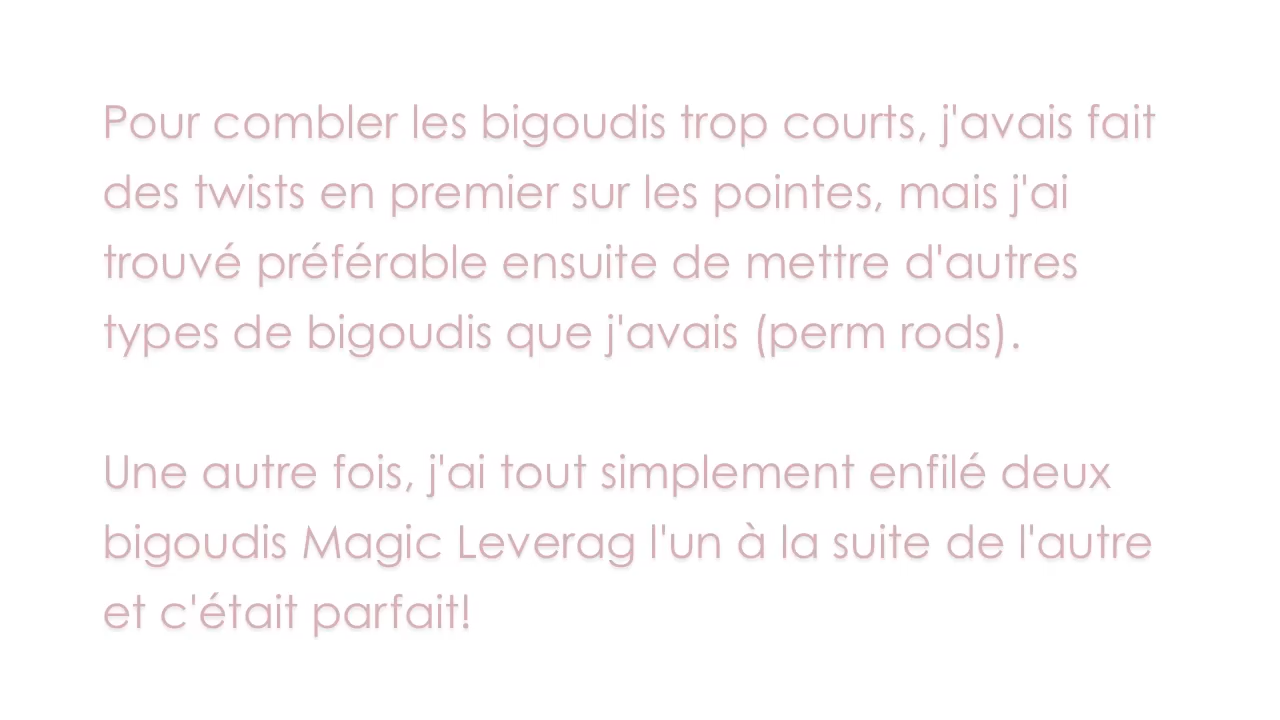 Pour combler les bigoudis trop courts, j'avais fait
des twists en premier sur les pointes, mais j'ai
trouvé préférable ensuite de mettre d'autres
types de bigoudis que j'avais (perm rods).
Une autre fois, j'ai tout simplement enfilé deux
bigoudis Magic Leverag l'un à la suite de l'autre
et c'était parfait!